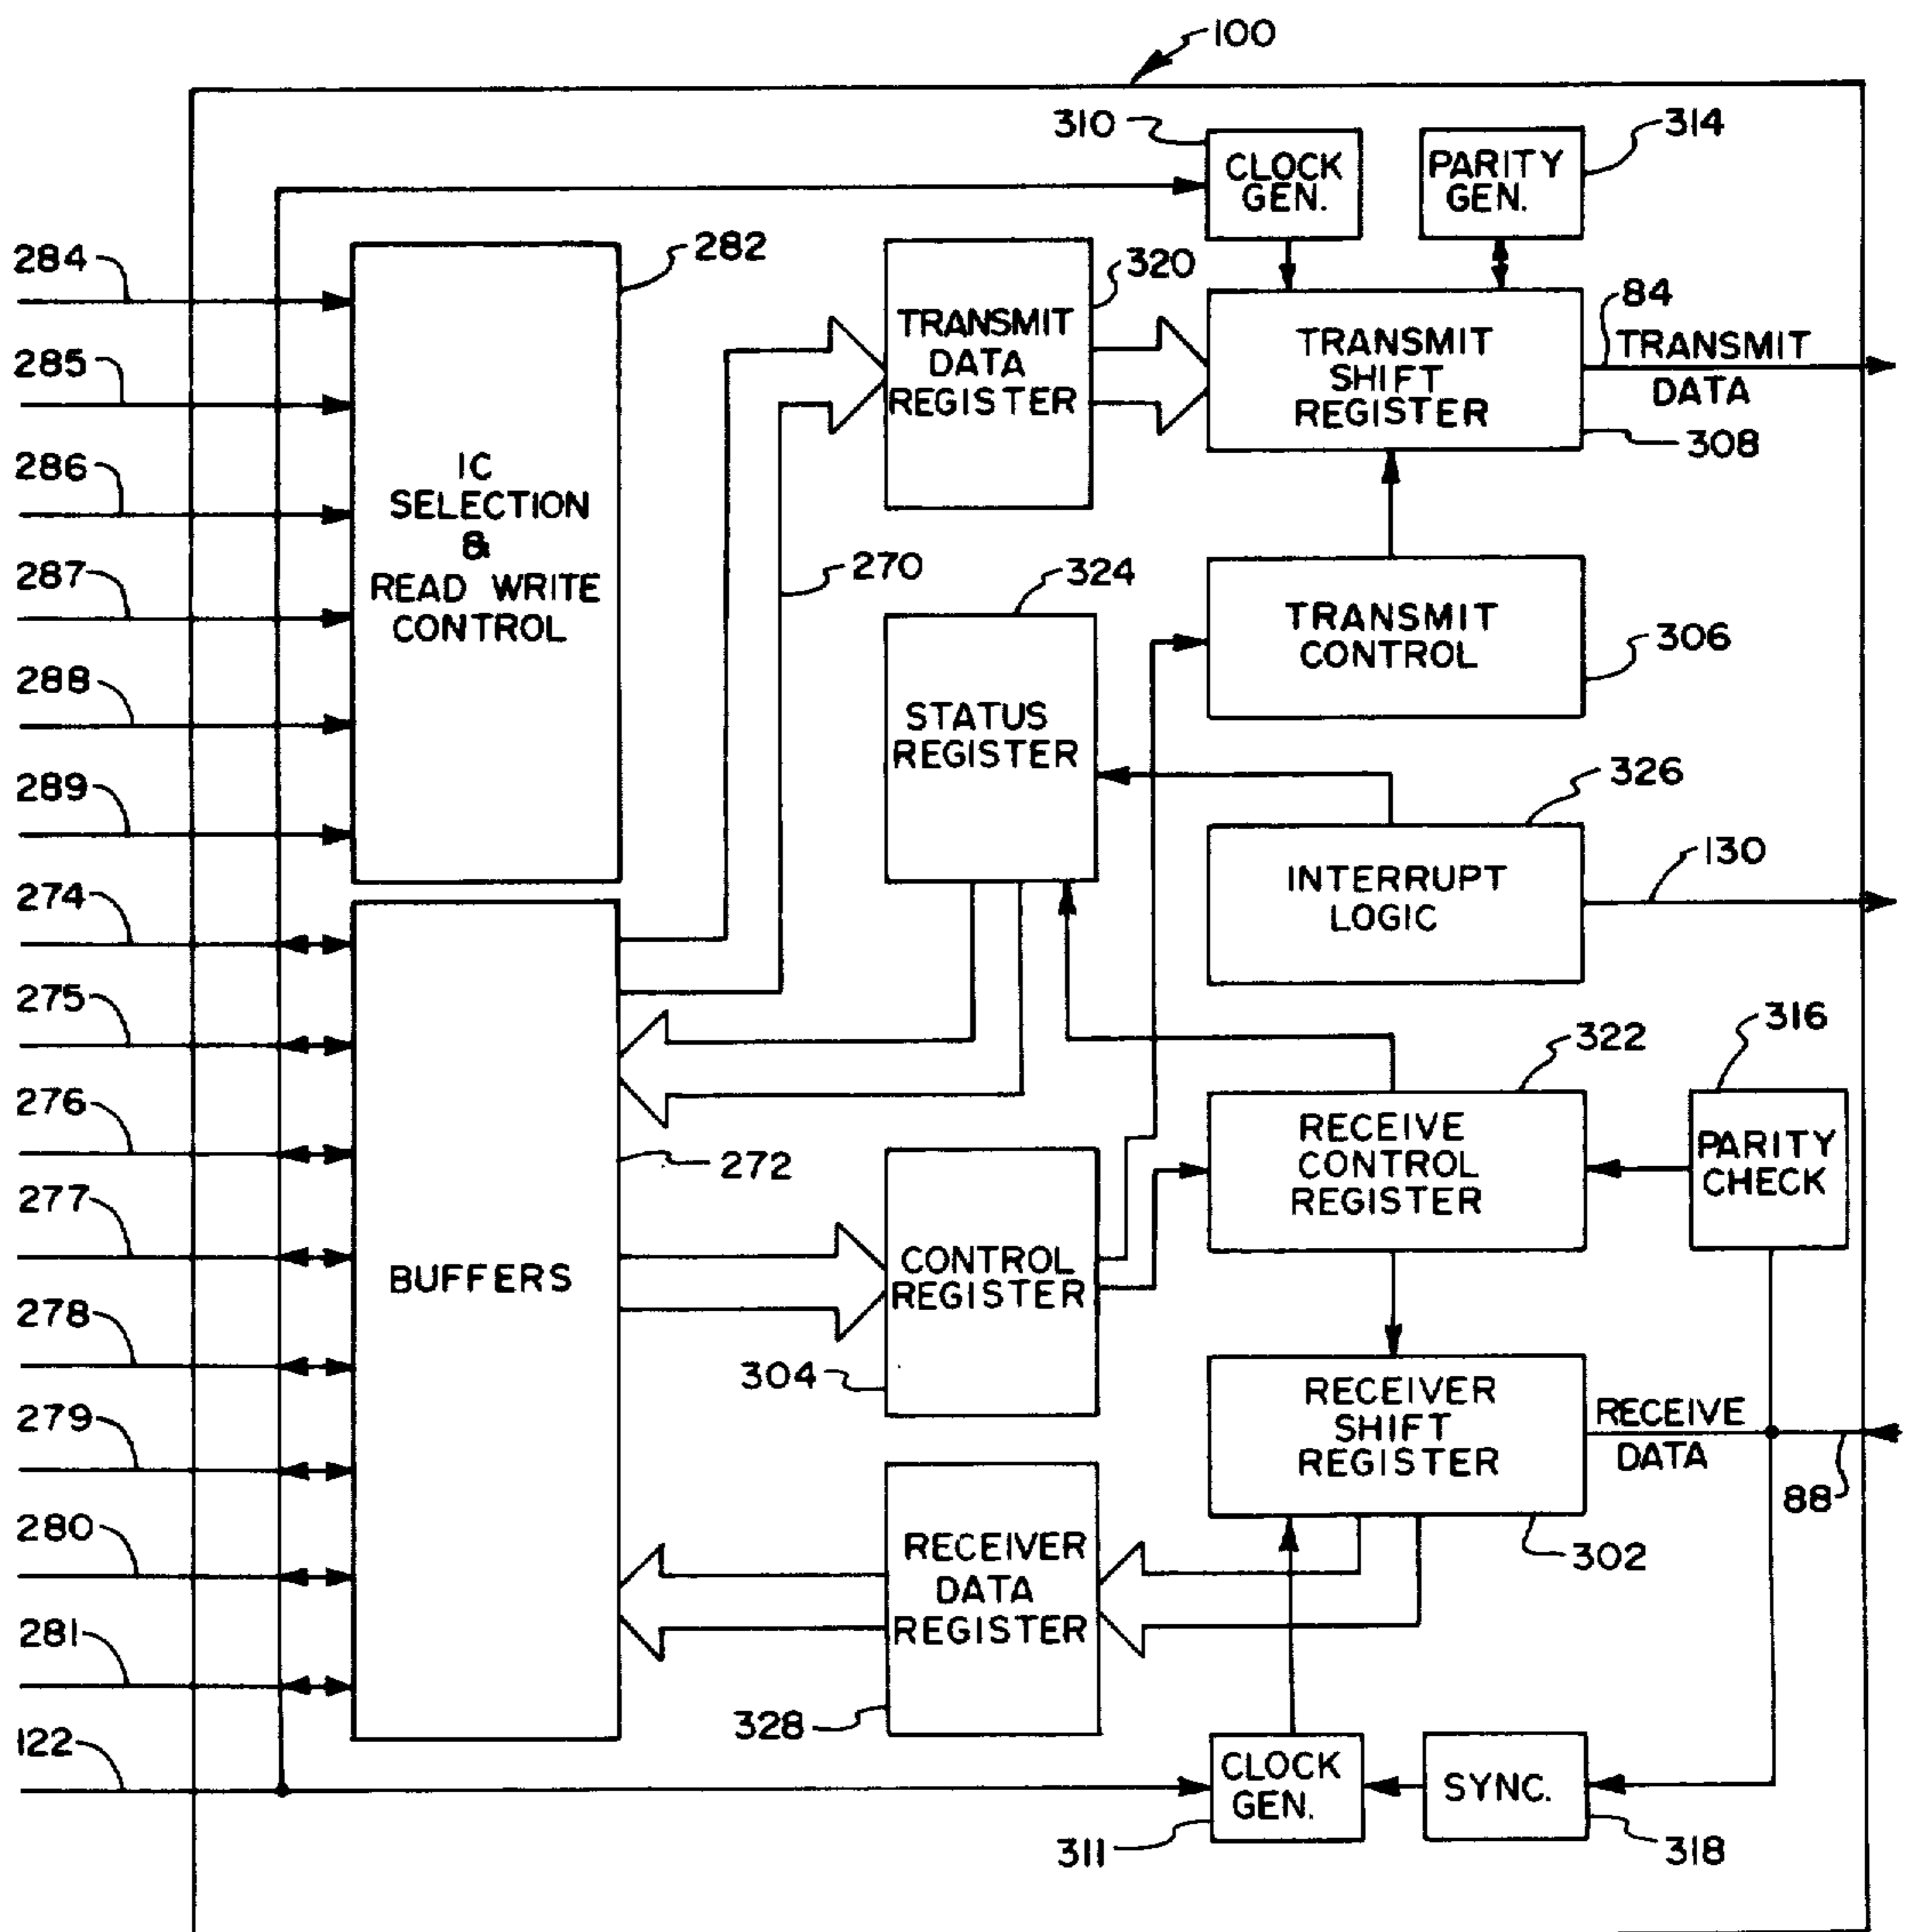 100
310
CLOCK
GEN.
PARITY
GEN.
314
284
285
286
287
288
289
274
275
276
277
278
279
280
281
122
282
IC
SELECTION
&
READ WRITE
CONTROL
320
TRANSMIT
DATA
REGISTER
TRANSMIT
SHIFT
REGISTER
84
TRANSMIT
DATA
308
270
324
STATUS
REGISTER
TRANSMIT
CONTROL
306
326
INTERRUPT
LOGIC
130
BUFFERS
272
322
RECEIVE
CONTROL
REGISTER
316
PARITY
CHECK
CONTROL
REGISTER
304
RECEIVER
SHIFT
REGISTER
RECEIVE
DATA
88
302
RECEIVER
DATA
REGISTER
328
CLOCK
GEN.
311
SYNC.
318